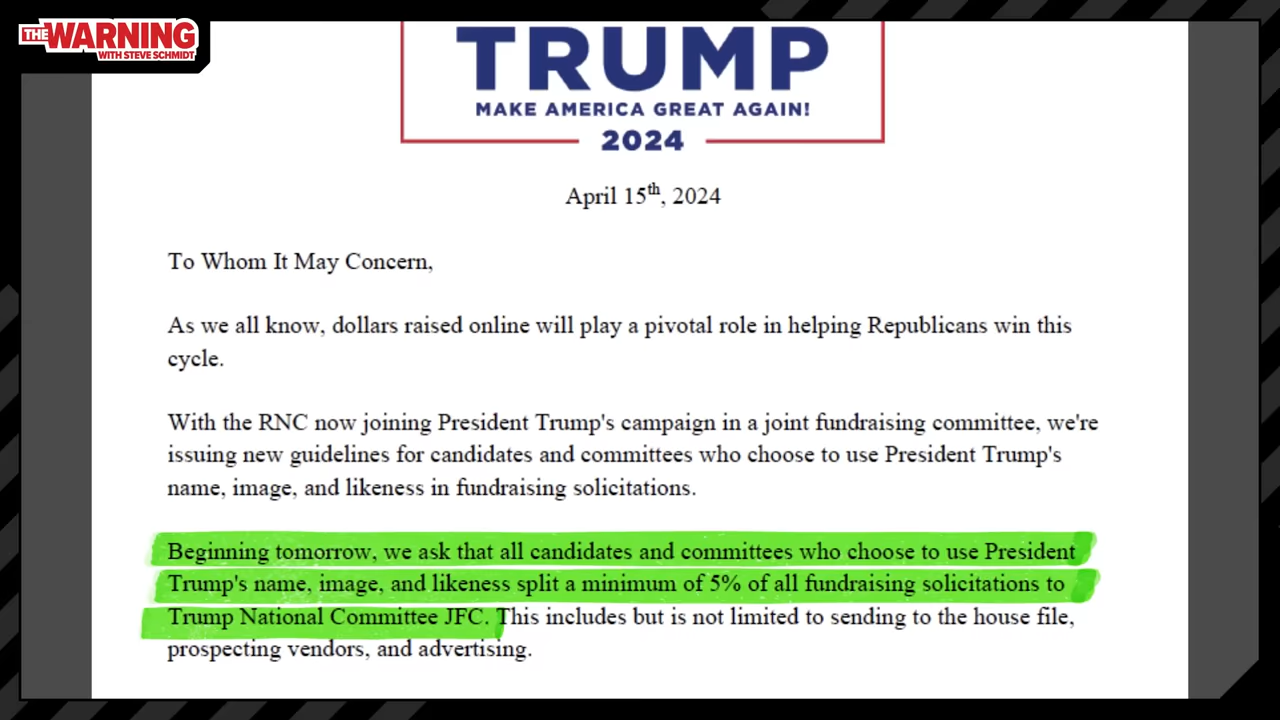 THE WARNING
WITH STEVE SCHMIDT
TRUMP
MAKE AMERICA GREAT AGAIN!
2024
April 15th, 2024
To Whom It May Concern,
As we all know, dollars raised online will play a pivotal role in helping Republicans win this
cycle.
With the RNC now joining President Trump's campaign in a joint fundraising committee, we're
issuing new guidelines for candidates and committees who choose to use President Trump's
name, image, and likeness in fundraising solicitations.
Beginning tomorrow, we ask that all candidates and committees who choose to use President
Trump's name, image, and likeness split a minimum of 5% of all fundraising solicitations to
Trump National Committee JFC. This includes but is not limited to sending to the house file,
prospecting vendors, and advertising.